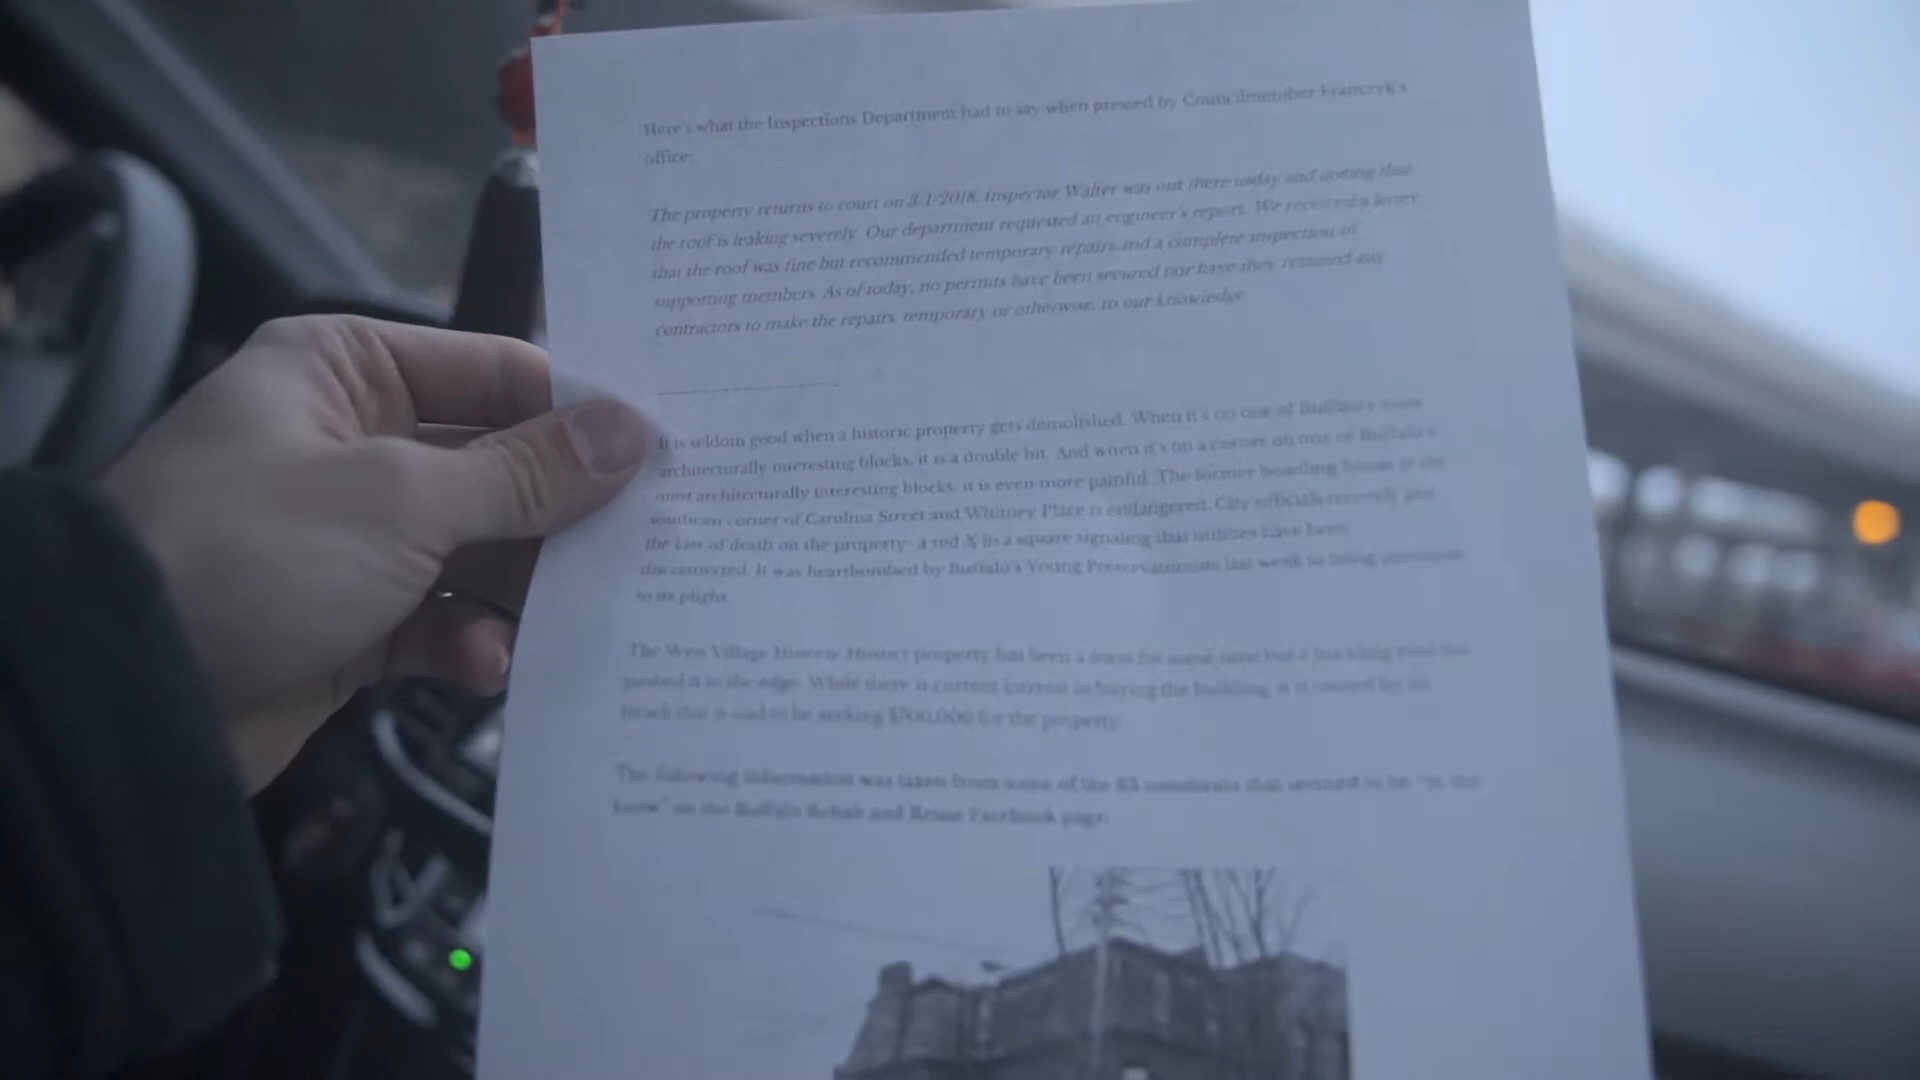 Here's what the Inspections Department had to say when pressed by Councilmember Franczyk's
office:
The property returns to court on 3/1/2018. Inspector Walter was out there today and noting that
the roof is leaking severely. Our department requested an engineer's report. We received a letter
that the roof was fine but recommended temporary repairs and a complete inspection of
supporting members. As of today, no permits have been secured nor have they retained any
contractors to make the repairs, temporary or otherwise, to our knowledge.
It is seldom good when a historic property gets demolished. When it's on one of Buffalo's most
architecturally interesting blocks, it is a double hit. And when it's on a corner on one of Buffalo's
most architecturally interesting blocks, it is even more painful. The former boarding house at the
southeast corner of Carolina Street and Whitney Place is endangered. City officials recently put
the kiss of death on the property- a red X in a square signaling that utilities have been
disconnected. It was heartbombed by Buffalo's Young Preservationists last week to bring attention
to its plight.
The West Village Historic District property has been a mess for some time but a buckling roof has
pushed it to the edge. While there is current interest in buying the building, it is owned by
that is said to be seeking $700,000 for the property.
The following information was taken from some of the comments that seemed to be "in the
know" on the Buffalo Rehab and Reuse Facebook page: